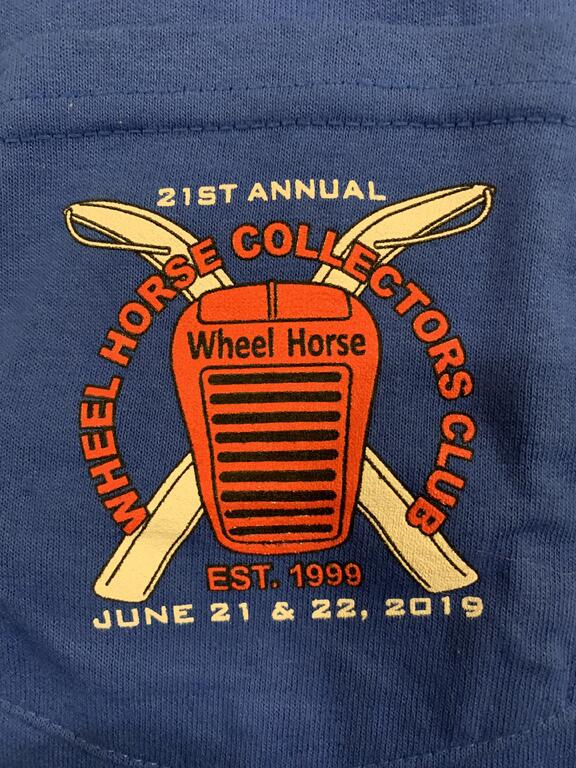 21ST ANNUAL
WHEEL HORSE COLLECTORS CLUB
Wheel Horse
EST. 1999
JUNE 21 & 22, 2019